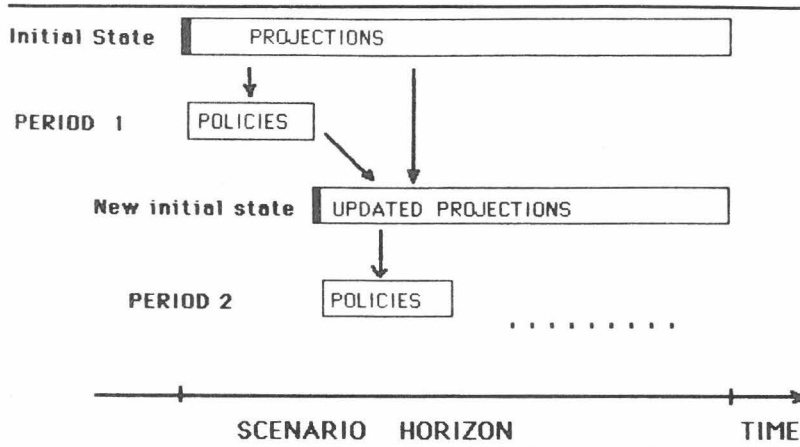 Initial State PROJECTIONS
PERIOD 1 POLICIES
New initial state UPDATED PROJECTIONS
PERIOD 2 POLICIES
.........
SCENARIO HORIZON TIME